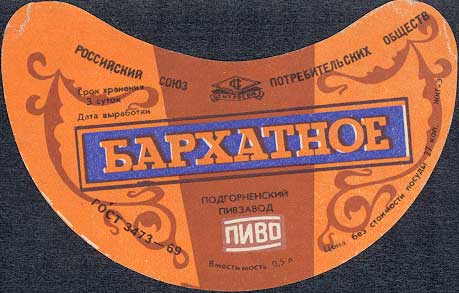 РОССИЙСКИЙ СОЮЗ ПОТРЕБИТЕЛЬСКИХ ОБЩЕСТВ
ЦЕНТРОСОЮЗ
Срок хранения
3 суток
Дата выработки
БАРХАТНОЕ
ПОДГОРНЕНСКИЙ
ПИВЗАВОД
ПИВО
ГОСТ 3473—69
Вместимость 0,5 л.
Цена без стоимости посуды 27 коп.